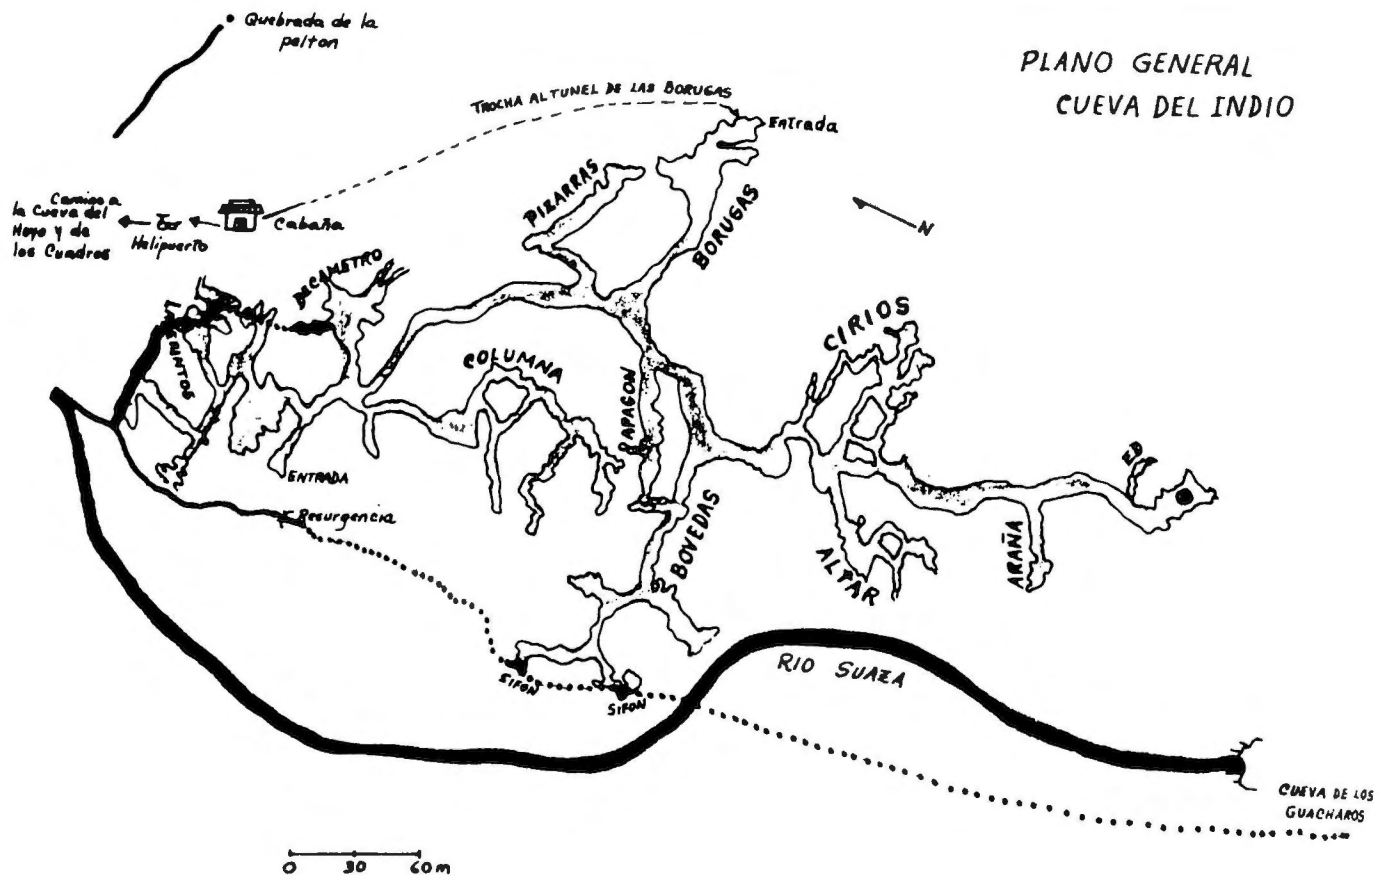 Quebrada de la
palton
PLANO GENERAL
CUEVA DEL INDIO
TROCHA AL TUNEL DE LAS BORUGAS
Entrada
Camino a
la Cueva del
Hoyo y de
los Cuadros
Helipuerto
Cabaña
PIZARRAS
BORUGAS
N
DECAMETRO
CIRIOS
COLUMNA
PAPAGON
ENTRADA
Resurgencia
BOVEDAS
ALTAR
ARAÑA
SIFON
SIFON
RIO SUAZA
CUEVA DE LOS
GUACHAROS
0 30 60m